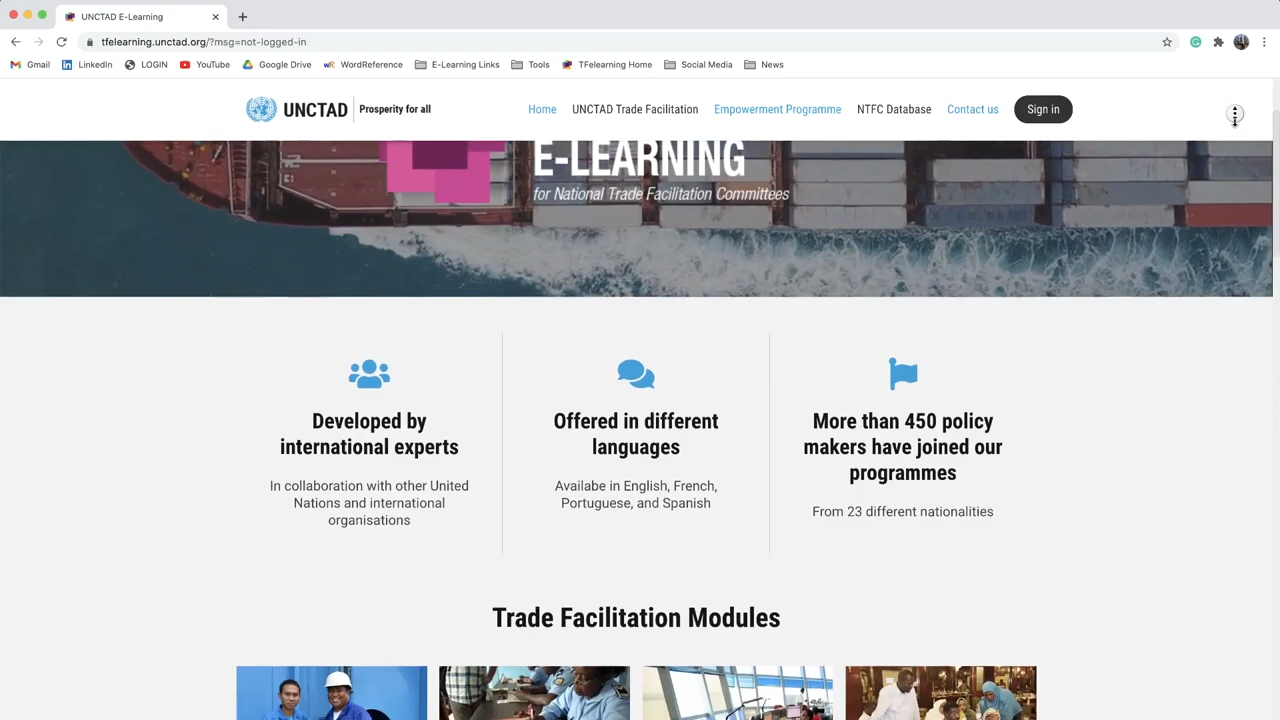 UNCTAD E-Learning
tfelearning.unctad.org/?msg=not-logged-in
Gmail LinkedIn LOGIN YouTube Google Drive WordReference E-Learning Links Tools TFelearning Home Social Media News
UNCTAD Prosperity for all
Home UNCTAD Trade Facilitation Empowerment Programme NTFC Database Contact us Sign in
E-LEARNING
for National Trade Facilitation Committees
Developed by
international experts
In collaboration with other United
Nations and international
organisations
Offered in different
languages
Availabe in English, French,
Portuguese, and Spanish
More than 450 policy
makers have joined our
programmes
From 23 different nationalities
Trade Facilitation Modules